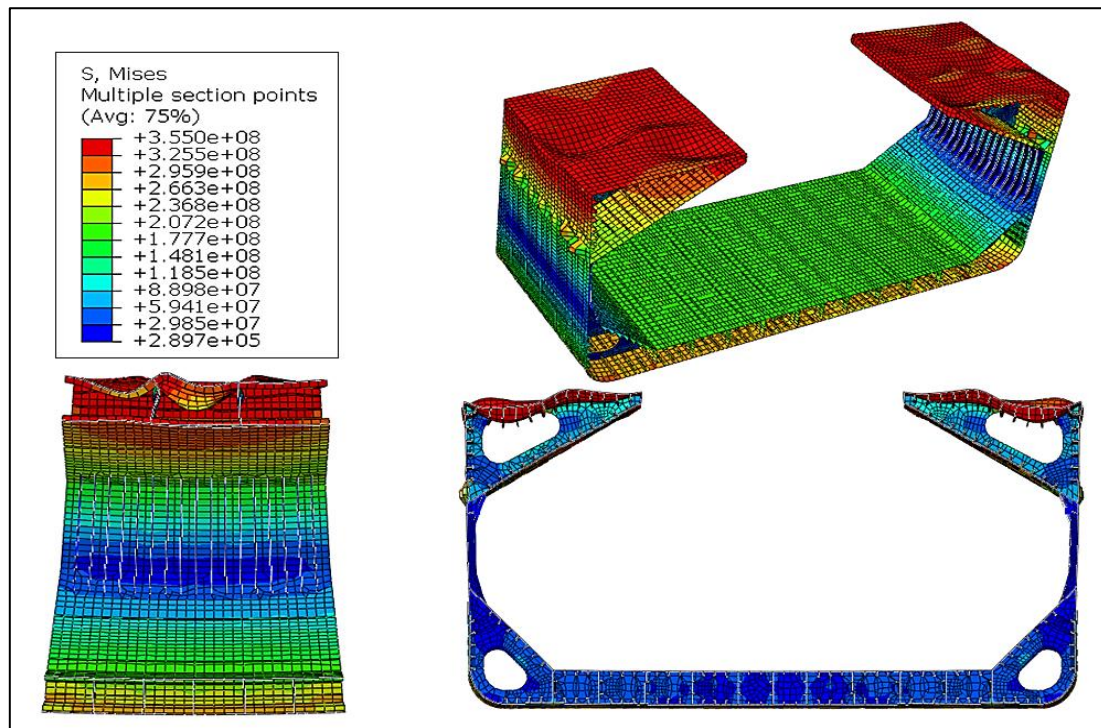 S, Mises
Multiple section points
(Avg: 75%)
+3.550e+08
+3.255e+08
+2.959e+08
+2.663e+08
+2.368e+08
+2.072e+08
+1.777e+08
+1.481e+08
+1.185e+08
+8.898e+07
+5.941e+07
+2.985e+07
+2.897e+05